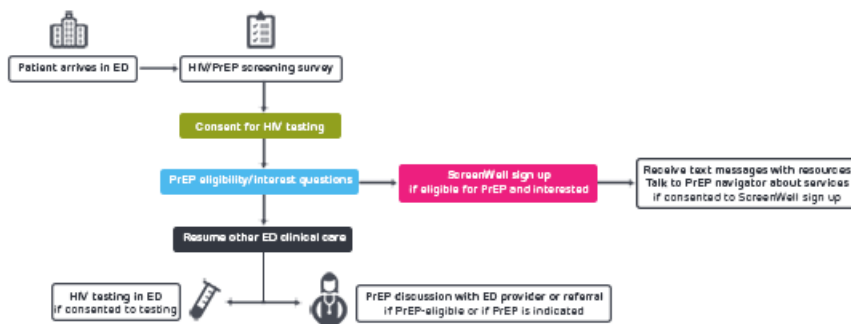 Patient arrives in ED
HIV/PrEP screening survey
Consent for HIV testing
PrEP eligibility/interest questions
ScreenWell sign up
if eligible for PrEP and interested
Receive text messages with resources
Talk to PrEP navigator about services
if consented to ScreenWell sign up
Resume other ED clinical care
HIV testing in ED
if consented to testing
PrEP discussion with ED provider or referral
if PrEP-eligible or if PrEP is indicated